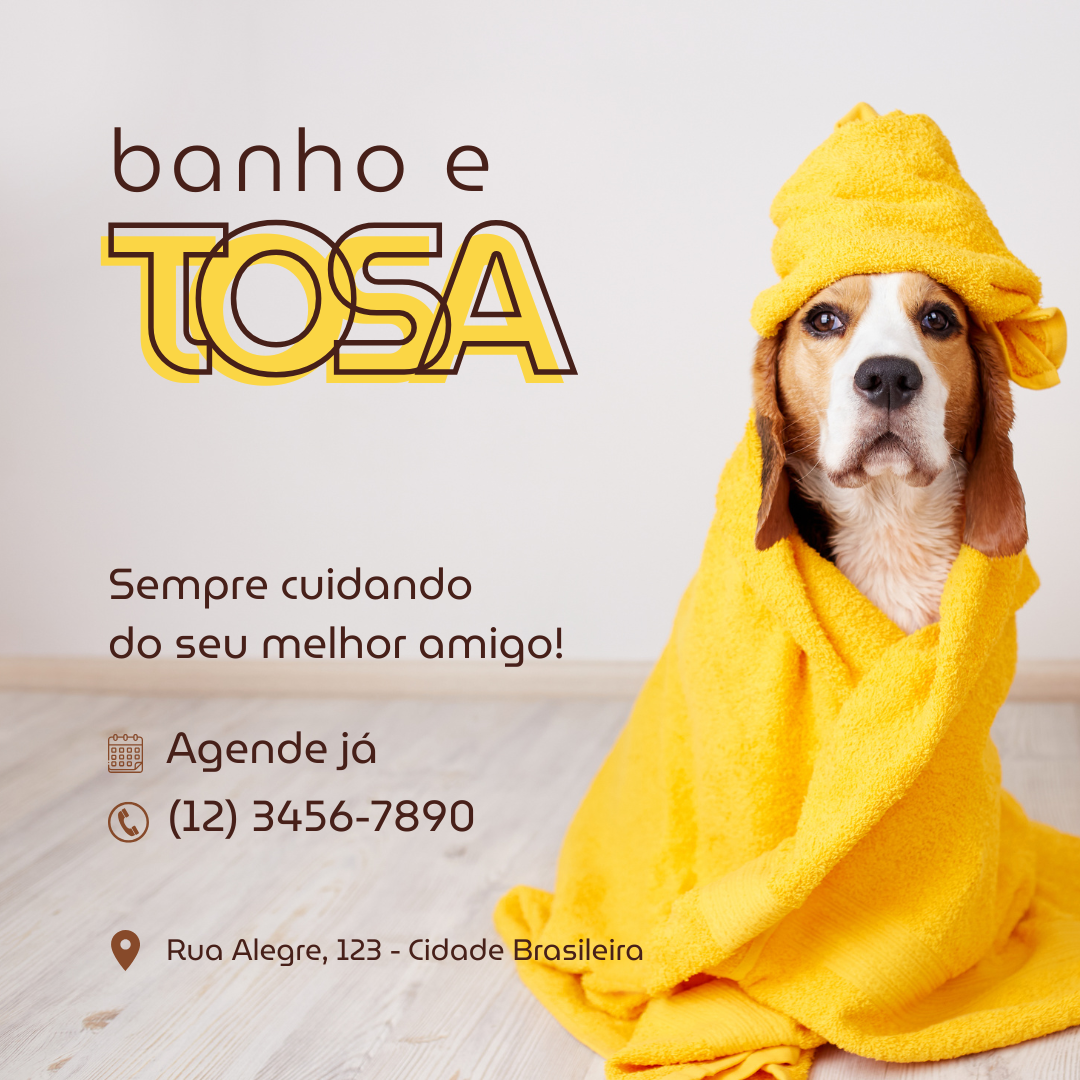 banho e
TOSA
Sempre cuidando
do seu melhor amigo!
Agende já
(12) 3456-7890
Rua Alegre, 123 - Cidade Brasileira